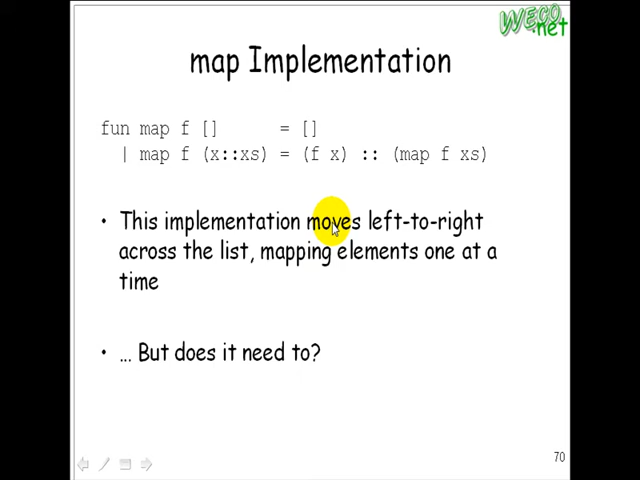 WECO
.net
map Implementation
fun map f [] = []
| map f (x::xs) = (f x) :: (map f xs)
• This implementation moves left-to-right
across the list, mapping elements one at a
time
• … But does it need to?
70